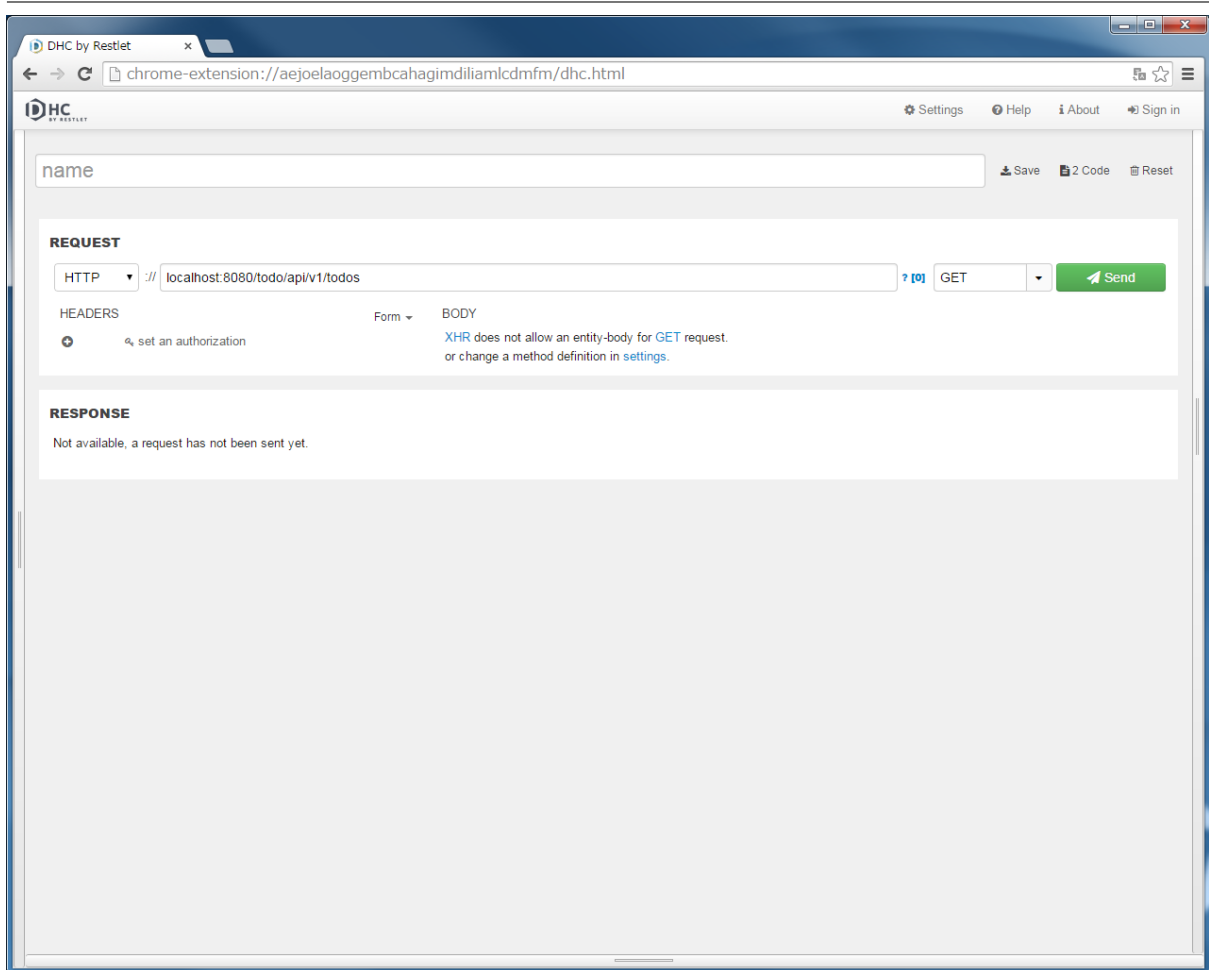 DHC by Restlet ×
chrome-extension://aejoelaoggembcahagimdiliamlcdmfm/dhc.html
DHC BY RESTLET Settings Help About Sign in
name Save 2 Code Reset
REQUEST
HTTP :// localhost:8080/todo/api/v1/todos ? [0] GET Send
HEADERS Form BODY
set an authorization XHR does not allow an entity-body for GET request.
or change a method definition in settings.
RESPONSE
Not available, a request has not been sent yet.